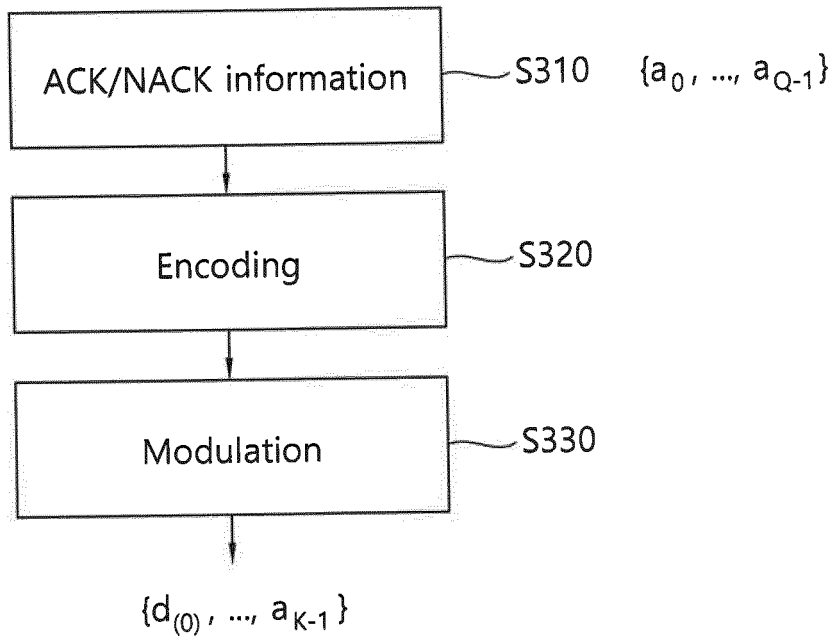 ACK/NACK information S310 {a0, ..., aQ-1}
Encoding S320
Modulation S330
{d(0), ..., aK-1}